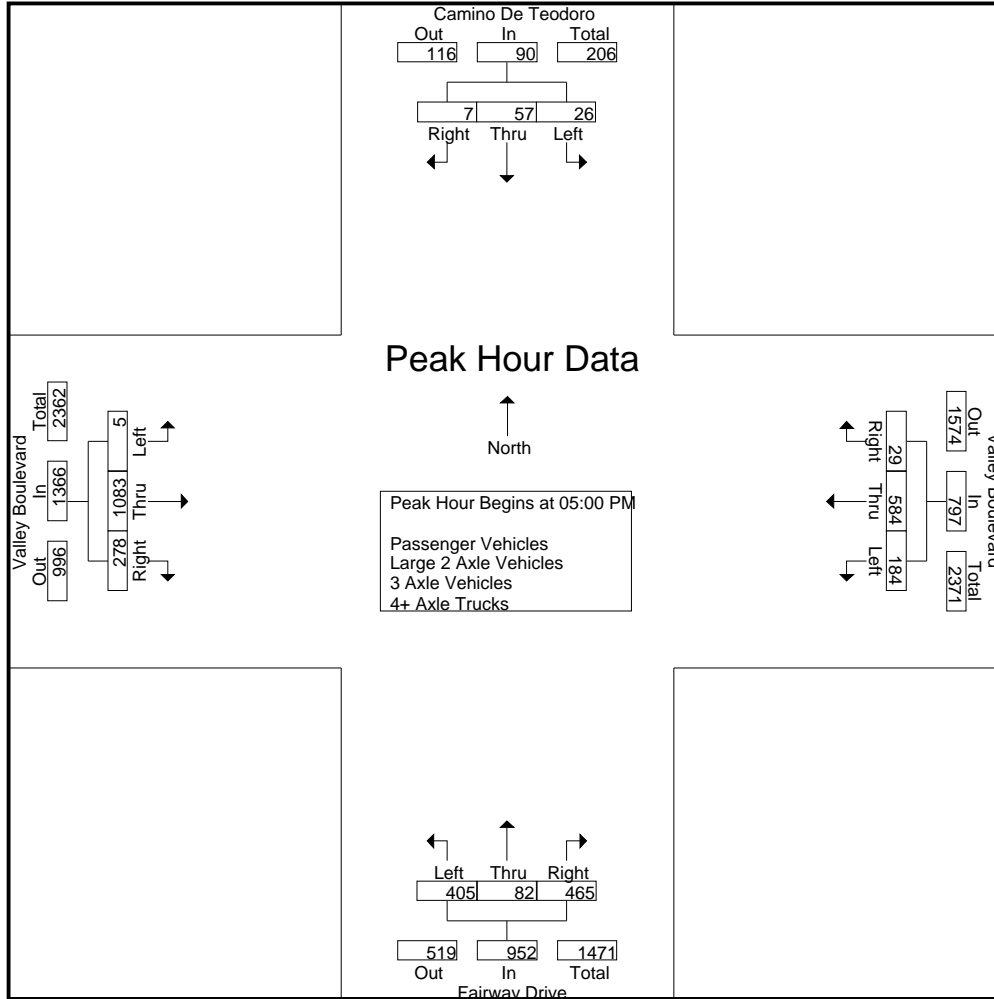 Camino De Teodoro
Out In Total
116 90 206
7 57 26
Right Thru Left
Peak Hour Data
North
Peak Hour Begins at 05:00 PM
Passenger Vehicles
Large 2 Axle Vehicles
3 Axle Vehicles
4+ Axle Trucks
Valley Boulevard
Out In Total
996 1366 2362
278 1083 5
Right Thru Left
Valley Boulevard
Out In Total
1574 797 2371
29 584 184
Right Thru Left
Left Thru Right
405 82 465
519 952 1471
Out In Total
Fairway Drive